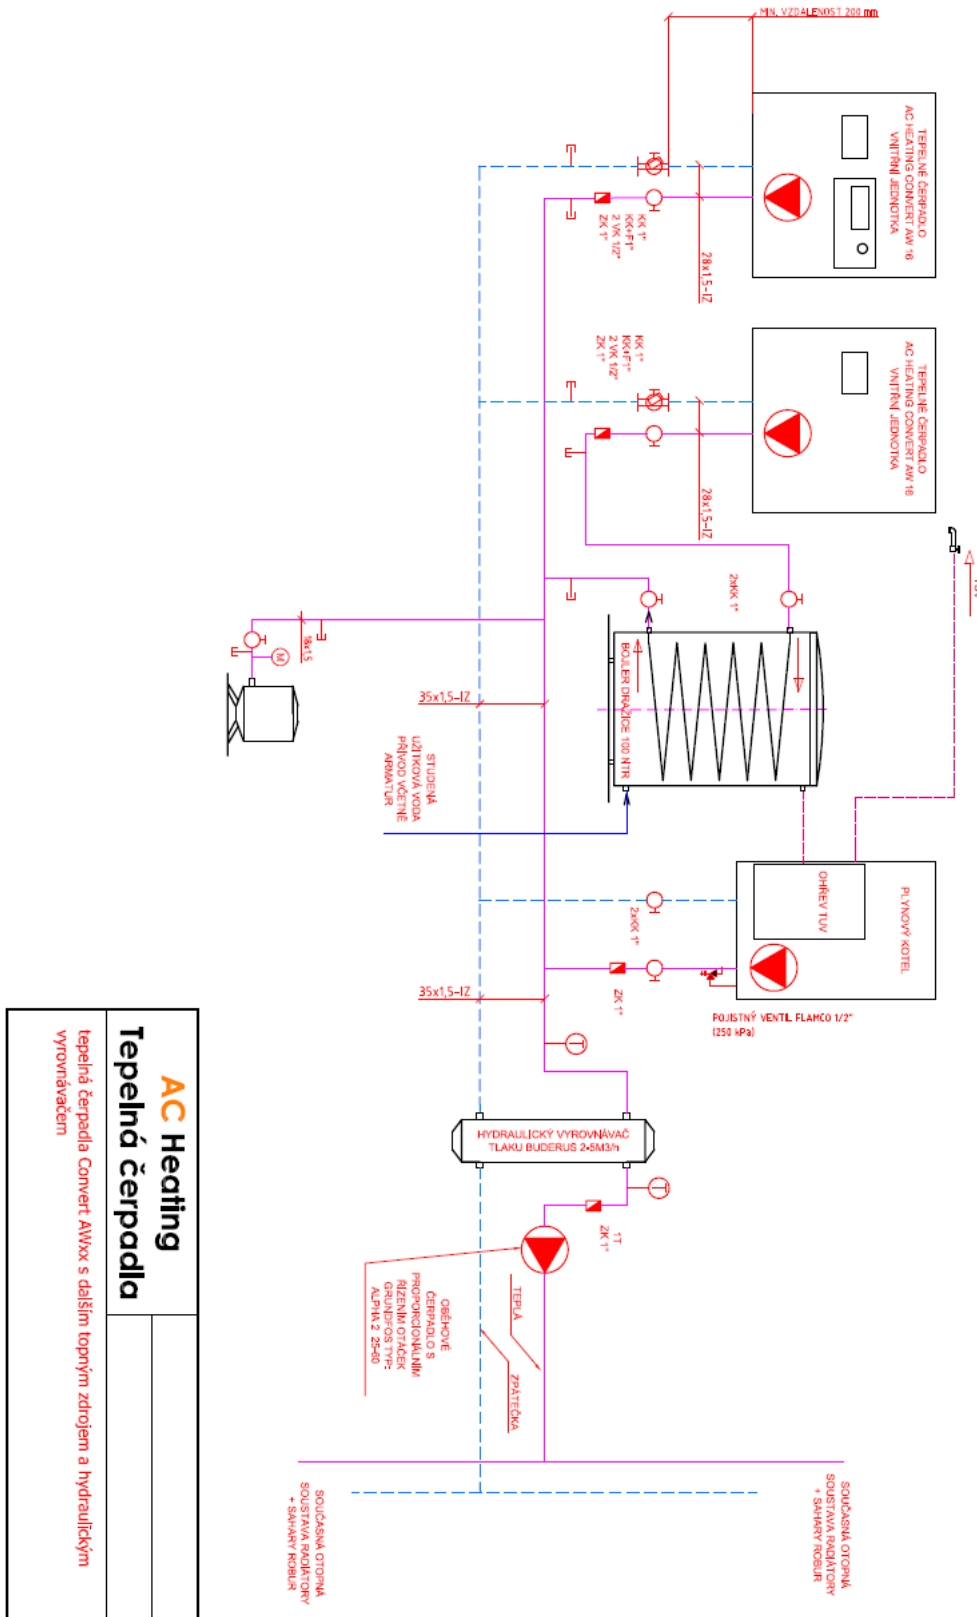 MIN. VZDALENOST 200 mm
TEPELNÉ ČERPADLO
AC HEATING CONVERT AW 16
VNITŘNÍ JEDNOTKA
KK 1"
KK+F1"
2 VK 1/2"
ZK 1"
28x1,5-IZ
TEPELNÉ ČERPADLO
AC HEATING CONVERT AW 16
VNITŘNÍ JEDNOTKA
KK 1"
KK+F1"
2 VK 1/2"
ZK 1"
28x1,5-IZ
2xKK 1"
BOJLER DRAŽICE 100 NTR
18x1,5
M
35x1,5-IZ
STUDENÁ
UŽITKOVÁ VODA
PŘÍVOD VČETNĚ
ARMATUR
OHŘEV TUV
PLYNOVÝ KOTEL
2xKK 1"
ZK 1"
POJISTNÝ VENTIL FLAMCO 1/2"
(250 kPa)
35x1,5-IZ
T
HYDRAULICKÝ VYROVNÁVAČ
TLAKU BUDERUS 2-5M3/h
T
1T
ZK 1"
OBĚHOVÉ
ČERPADLO S
PROPORCIONÁLNÍM
ŘÍZENÍM OTÁČEK
GRUNDFOS TYP:
ALPHA 2 25-60
TEPLÁ
ZPÁTEČKA
SOUČASNÁ OTOPNÁ
SOUSTAVA RADIÁTORY
+ SAHARY ROBUR
SOUČASNÁ OTOPNÁ
SOUSTAVA RADIÁTORY
+ SAHARY ROBUR
AC Heating
Tepelná čerpadla
tepelná čerpadla Convert AWxx s dalším topným zdrojem a hydraulickým
vyrovnávačem